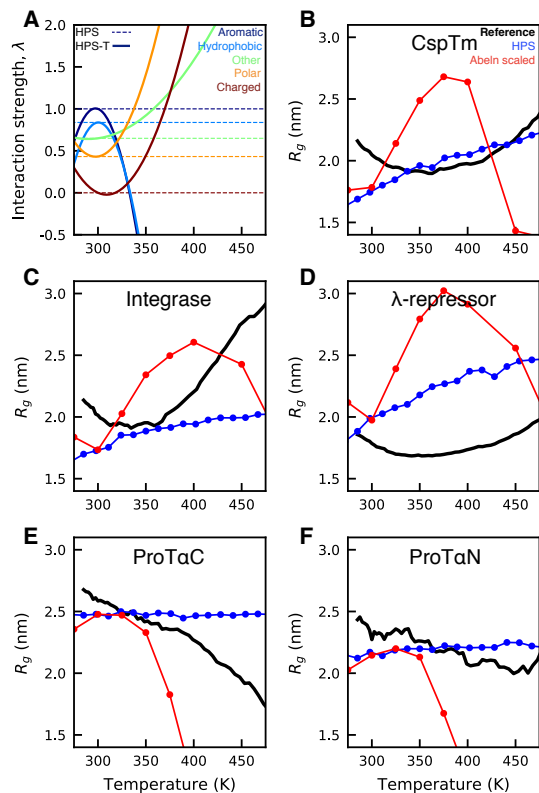 A
HPS
HPS-T
Aromatic
Hydrophobic
Other
Polar
Charged
Interaction strength, λ
2.0
1.5
1.0
0.5
0.0
-0.5
300 350 400 450
B
CspTm
Reference
HPS
Abeln scaled
Rg (nm)
3.0
2.5
2.0
1.5
300 350 400 450
C
Integrase
Rg (nm)
3.0
2.5
2.0
1.5
300 350 400 450
D
λ-repressor
Rg (nm)
3.0
2.5
2.0
1.5
300 350 400 450
E
ProTαC
Rg (nm)
3.0
2.5
2.0
1.5
300 350 400 450
Temperature (K)
F
ProTαN
Rg (nm)
3.0
2.5
2.0
1.5
300 350 400 450
Temperature (K)